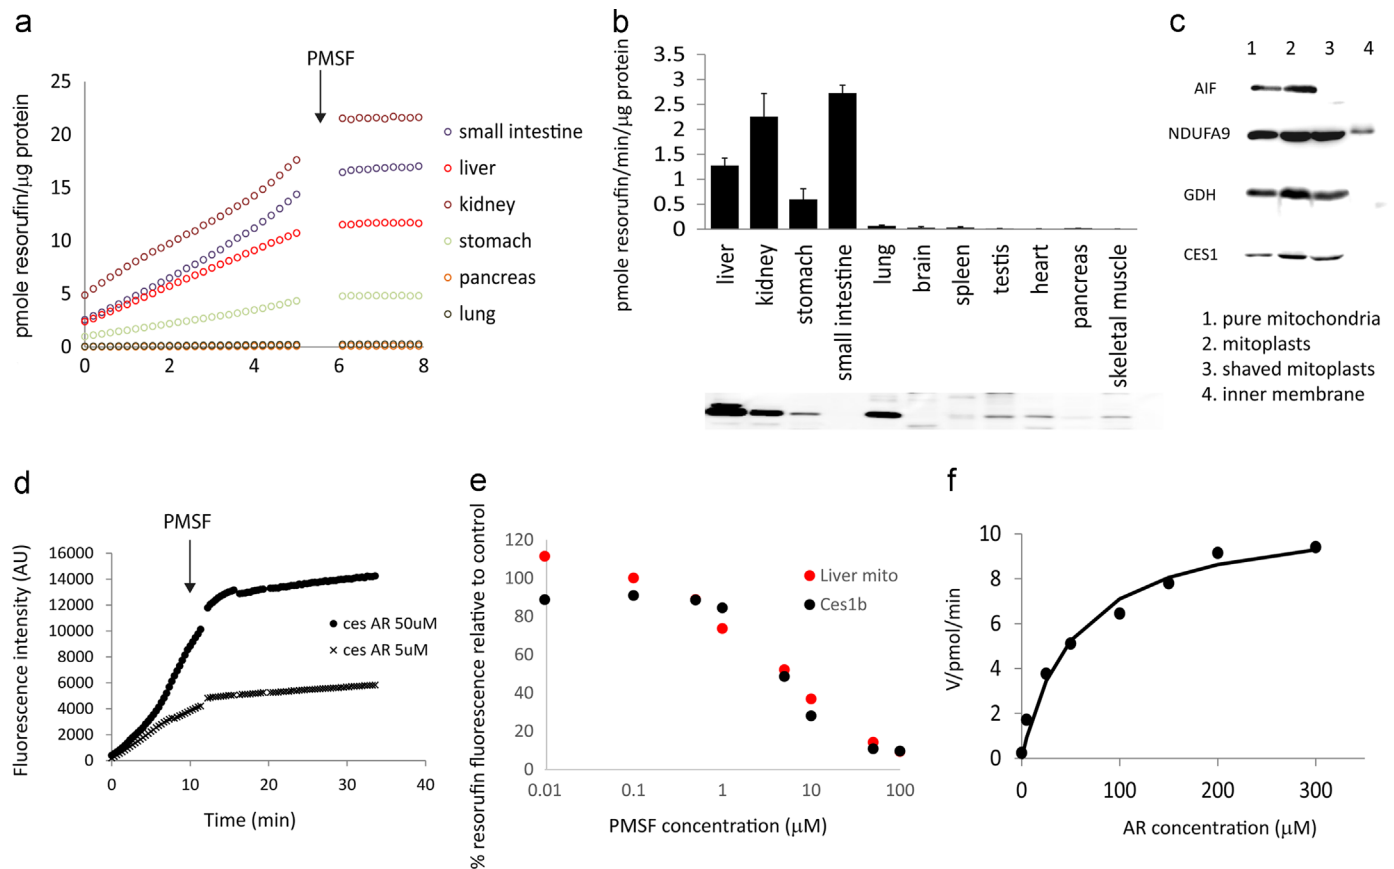 a
PMSF
pmole resorufin/µg protein
25
20
15
10
5
0
0
2
4
6
8
small intestine
liver
kidney
stomach
pancreas
lung
b
pmole resorufin/min/µg protein
3.5
3
2.5
2
1.5
1
0.5
0
liver
kidney
stomach
small intestine
lung
brain
spleen
testis
heart
pancreas
skeletal muscle
c
1 2 3 4
AIF
NDUFA9
GDH
CES1
1. pure mitochondria
2. mitoplasts
3. shaved mitoplasts
4. inner membrane
d
PMSF
Fluorescence intensity (AU)
16000
14000
12000
10000
8000
6000
4000
2000
0
0
10
20
30
40
Time (min)
ces AR 50uM
ces AR 5uM
e
% resorufin fluorescence relative to control
120
100
80
60
40
20
0
0.01
0.1
1
10
100
PMSF concentration (µM)
Liver mito
Ces1b
f
V/pmol/min
10
8
6
4
2
0
0
100
200
300
AR concentration (µM)